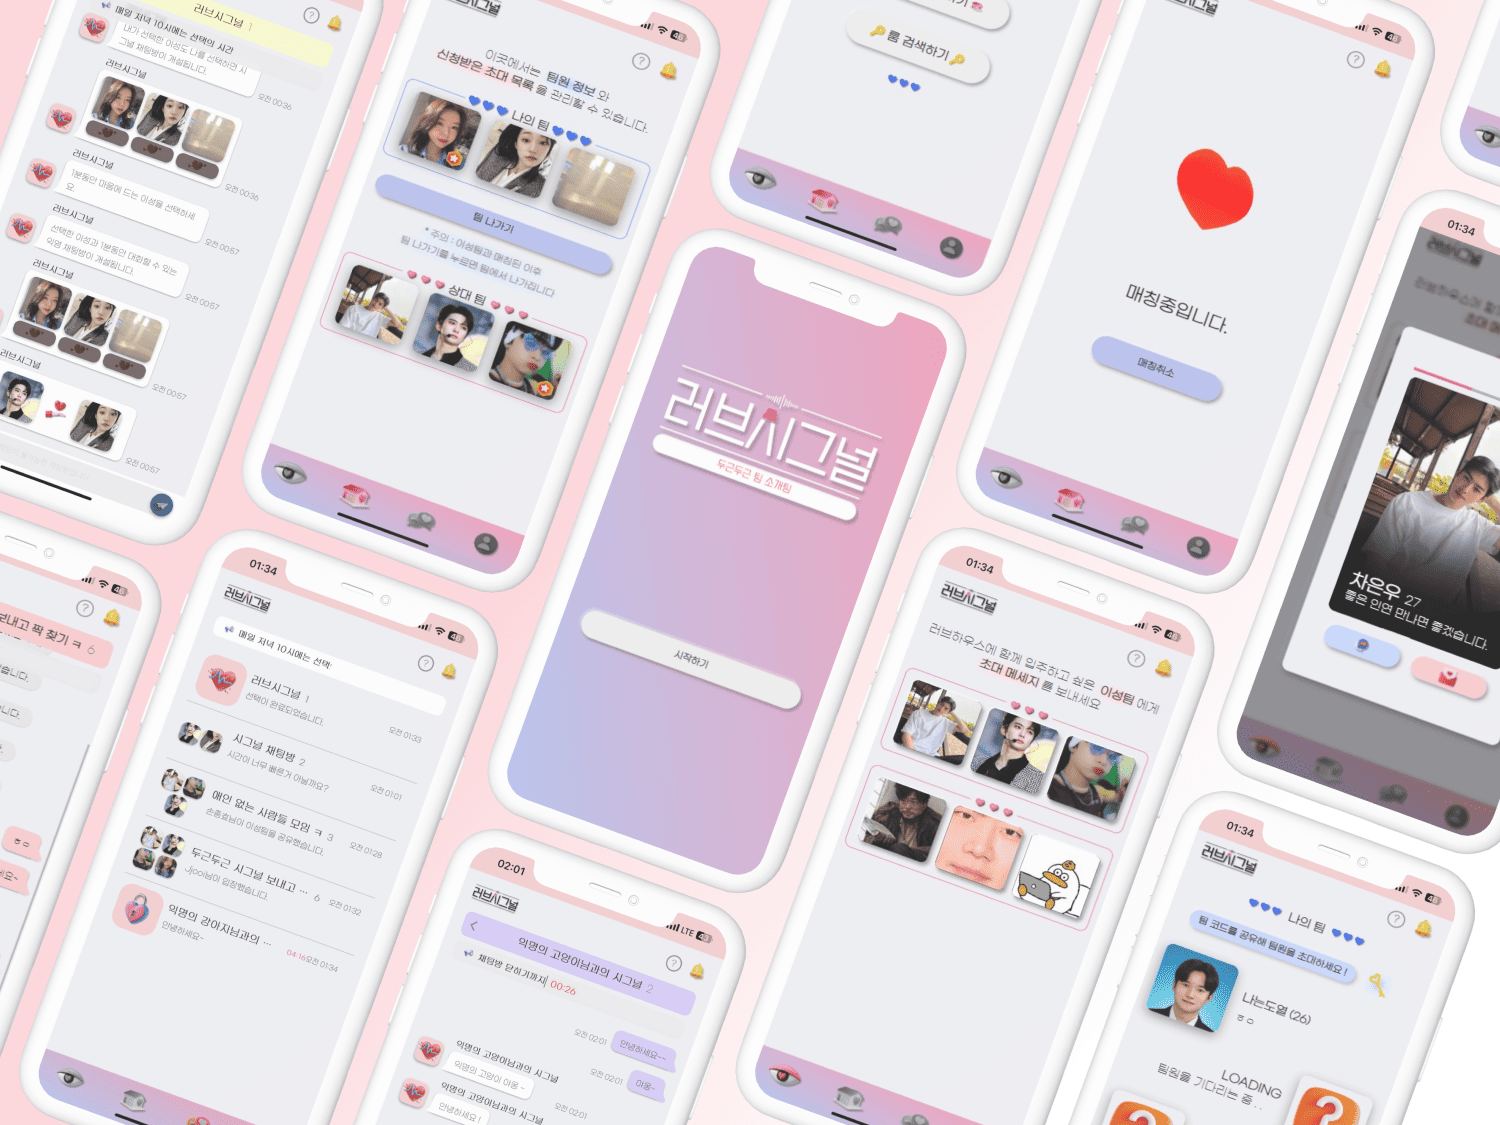 러브시그널 1
매일 저녁 10시에는 선택의 시간
내가 선택한 이성도 나를 선택하면 시
그널 채팅방이 개설됩니다.
오전 00:36
러브시그널
오전 00:36
러브시그널
1분동안 마음에 드는 이성을 선택하세
요.
오전 00:57
러브시그널
선택한 이성과 1분동안 대화할 수 있는
익명 채팅방이 개설됩니다.
오전 00:57
러브시그널
오전 00:57
러브시그널
오전 00:57
러브시그널
48
?
이곳에서는 팀원 정보 와
신청받은 초대 목록 을 관리할 수 있습니다.
나의 팀
팀 나가기
* 주의 : 이성팀과 매칭된 이후
팀 나가기를 누르면 팀에서 나가집니다
상대 팀
룸 검색하기
48
?
매칭중입니다.
매칭취소
01:34
차은우 27
좋은 인연 만나면 좋겠습니다.
러브시그널
두근두근 팀 소개팅
시작하기
48
?
보내고 짝 찾기 ㅋ 6
ㅎㅇ
01:34
48
러브시그널
?
매일 저녁 10시에는 선택
러브시그널 1
선택이 완료되었습니다.
오전 01:33
시그널 채팅방 2
시간이 너무 빠른거 아닐까요?
오전 01:01
애인 없는 사람들 모임 ㅋ 3
손종효님이 이성팀을 공유했습니다.
오전 01:28
두근두근 시그널 보내고 ··· 6
Jjooi님이 입장했습니다.
오전 01:32
익명의 강아지님과의 ···
안녕하세요~
04:16 오전 01:34
02:01
LTE 43
러브시그널
?
익명의 고양이님과의 시그널 2
채팅방 닫히기까지 00:26
오전 02:01 안녕하세요~~
오전 02:01 야옹~
익명의 고양이님과의 시그널
익명의 고양이 야옹~
오전 02:01
익명의 고양이님과의 시그널
안녕하세요!
01:34
48
러브시그널
?
러브하우스에 함께 입주하고 싶은 이성팀 에게
초대 메세지 를 보내세요
01:34
48
러브시그널
?
나의 팀
팀 코드를 공유해 팀원을 초대하세요 !
나는도열 (26)
ㅎㅇ
LOADING
팀원을 기다리는 중 . .